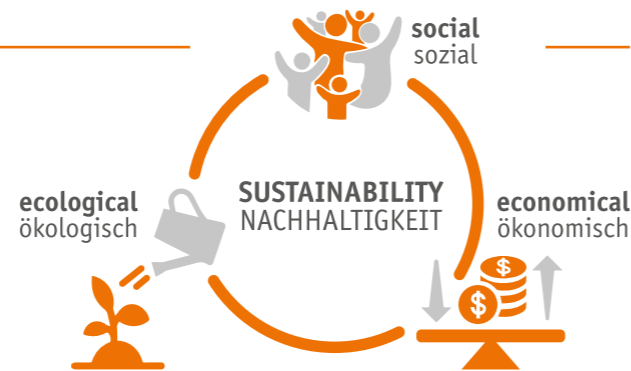 social
sozial
SUSTAINABILITY
NACHHALTIGKEIT
ecological
ökologisch
economical
ökonomisch
$
$